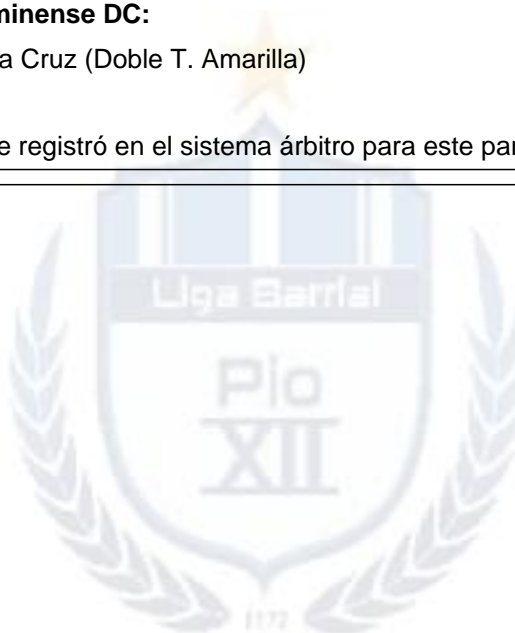 minense DC:
a Cruz (Doble T. Amarilla)
e registró en el sistema árbitro para este par
Liga Barrial
Pio
XII